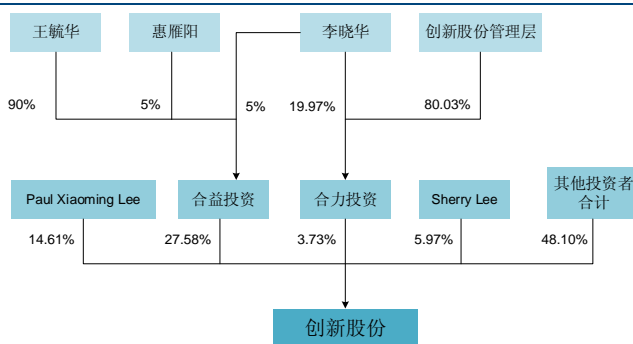 王毓华
惠雁阳
李晓华
创新股份管理层
90%
5%
5%
19.97%
80.03%
Paul Xiaoming Lee
合益投资
合力投资
Sherry Lee
其他投资者
合计
14.61%
27.58%
3.73%
5.97%
48.10%
创新股份